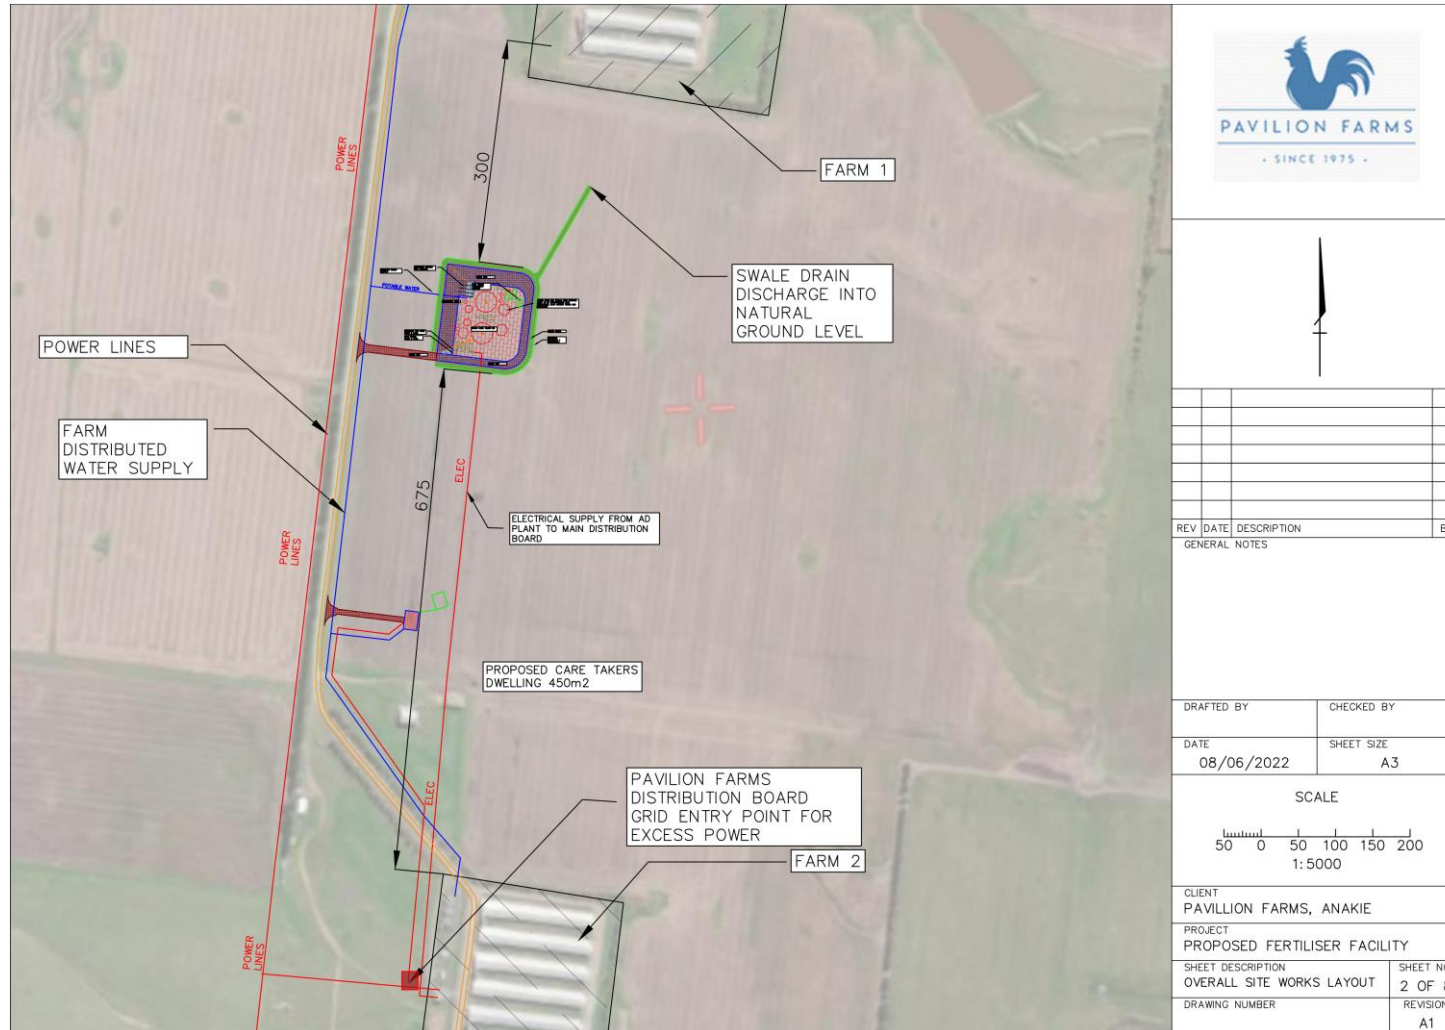 POWER
LINES
300
FARM 1
SWALE DRAIN
DISCHARGE INTO
NATURAL
GROUND LEVEL
POTABLE WATER
POWER LINES
FARM
DISTRIBUTED
WATER SUPPLY
675
ELEC
ELECTRICAL SUPPLY FROM AD
PLANT TO MAIN DISTRIBUTION
BOARD
POWER
LINES
PROPOSED CARE TAKERS
DWELLING 450m2
ELEC
PAVILION FARMS
DISTRIBUTION BOARD
GRID ENTRY POINT FOR
EXCESS POWER
FARM 2
POWER
LINES
PAVILION FARMS
• SINCE 1975 •
REV DATE DESCRIPTION
GENERAL NOTES
DRAFTED BY CHECKED BY
DATE SHEET SIZE
08/06/2022 A3
SCALE
50 0 50 100 150 200
1:5000
CLIENT
PAVILLION FARMS, ANAKIE
PROJECT
PROPOSED FERTILISER FACILITY
SHEET DESCRIPTION SHEET
OVERALL SITE WORKS LAYOUT 2 OF
DRAWING NUMBER REVISION
A1